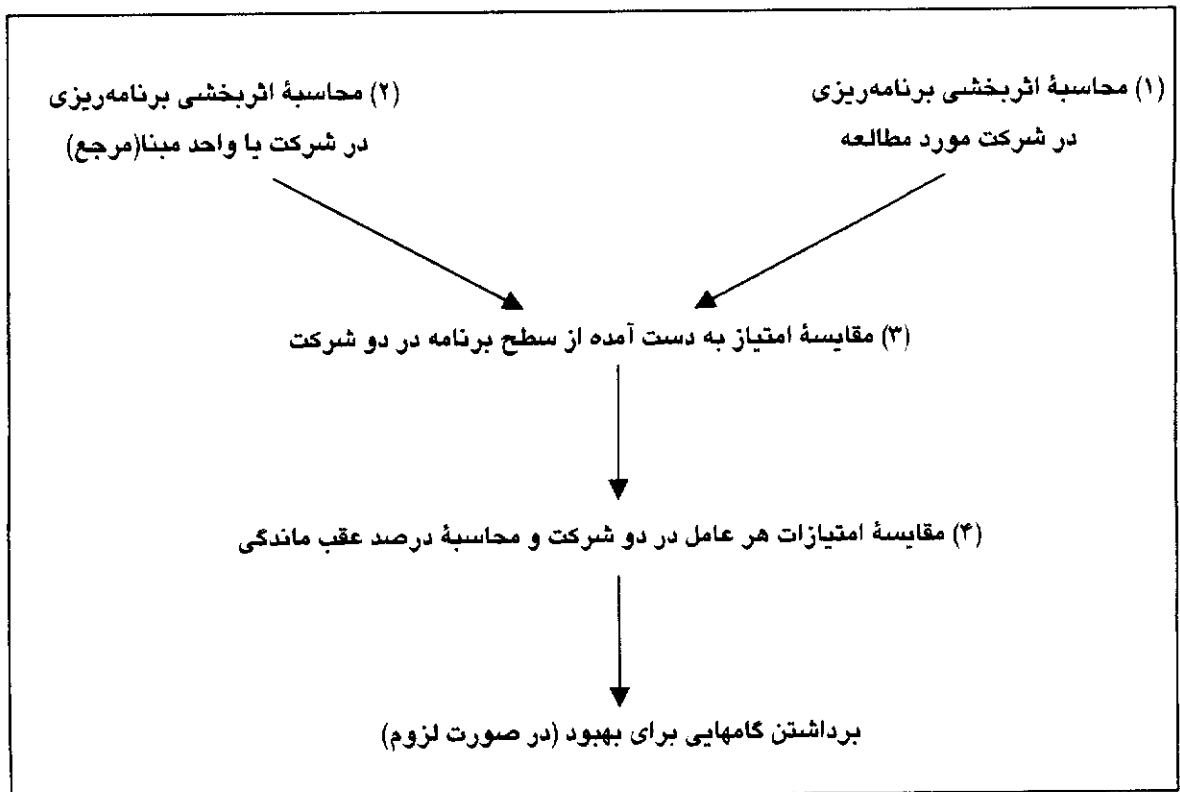 (۱) محاسبهٔ اثربخشی برنامه‌ریزی
در شرکت مورد مطالعه
(۲) محاسبهٔ اثربخشی برنامه‌ریزی
در شرکت یا واحد مبنا(مرجع)
(۳) مقایسهٔ امتیاز به دست آمده از سطح برنامه در دو شرکت
(۴) مقایسهٔ امتیازات هر عامل در دو شرکت و محاسبهٔ درصد عقب ماندگی
برداشتن گامهایی برای بهبود (در صورت لزوم)